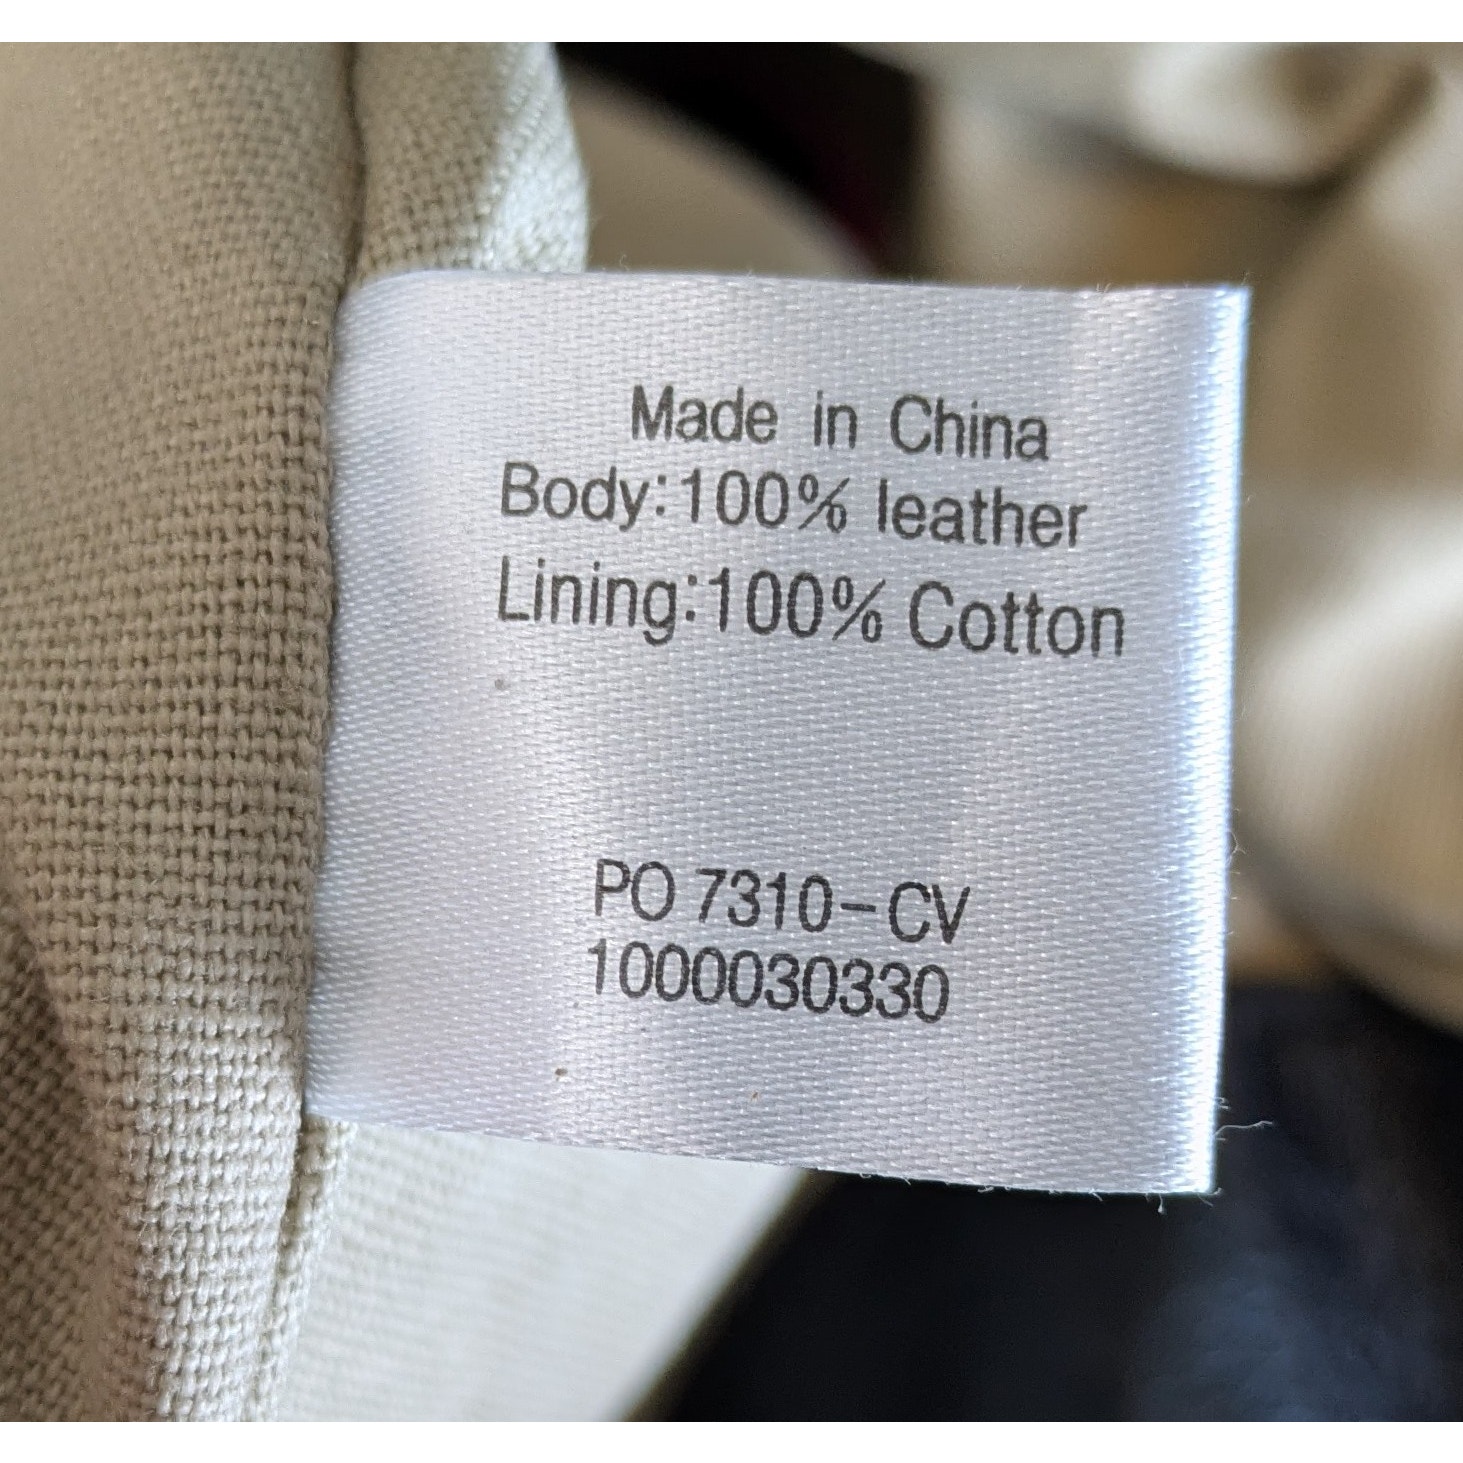 Made in China
Body:100% leather
Lining:100% Cotton
PO 7310-CV
1000030330